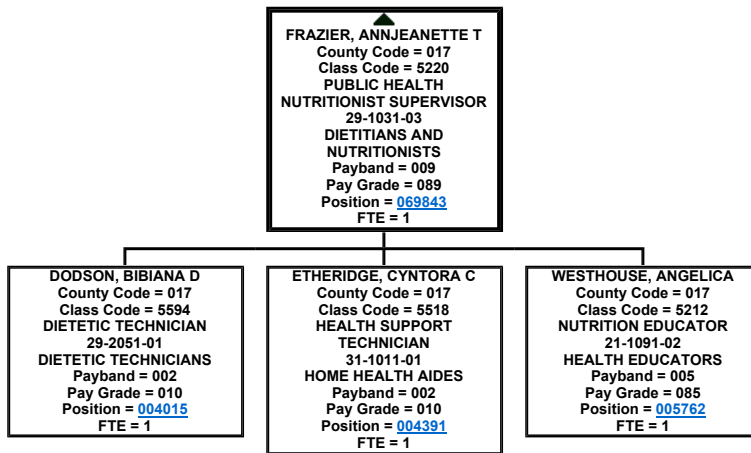 FRAZIER, ANNJEANETTE T
County Code = 017
Class Code = 5220
PUBLIC HEALTH
NUTRITIONIST SUPERVISOR
29-1031-03
DIETITIANS AND
NUTRITIONISTS
Payband = 009
Pay Grade = 089
Position = 069843
FTE = 1
DODSON, BIBIANA D
County Code = 017
Class Code = 5594
DIETETIC TECHNICIAN
29-2051-01
DIETETIC TECHNICIANS
Payband = 002
Pay Grade = 010
Position = 004015
FTE = 1
ETHERIDGE, CYNTORA C
County Code = 017
Class Code = 5518
HEALTH SUPPORT
TECHNICIAN
31-1011-01
HOME HEALTH AIDES
Payband = 002
Pay Grade = 010
Position = 004391
FTE = 1
WESTHOUSE, ANGELICA
County Code = 017
Class Code = 5212
NUTRITION EDUCATOR
21-1091-02
HEALTH EDUCATORS
Payband = 005
Pay Grade = 085
Position = 005762
FTE = 1